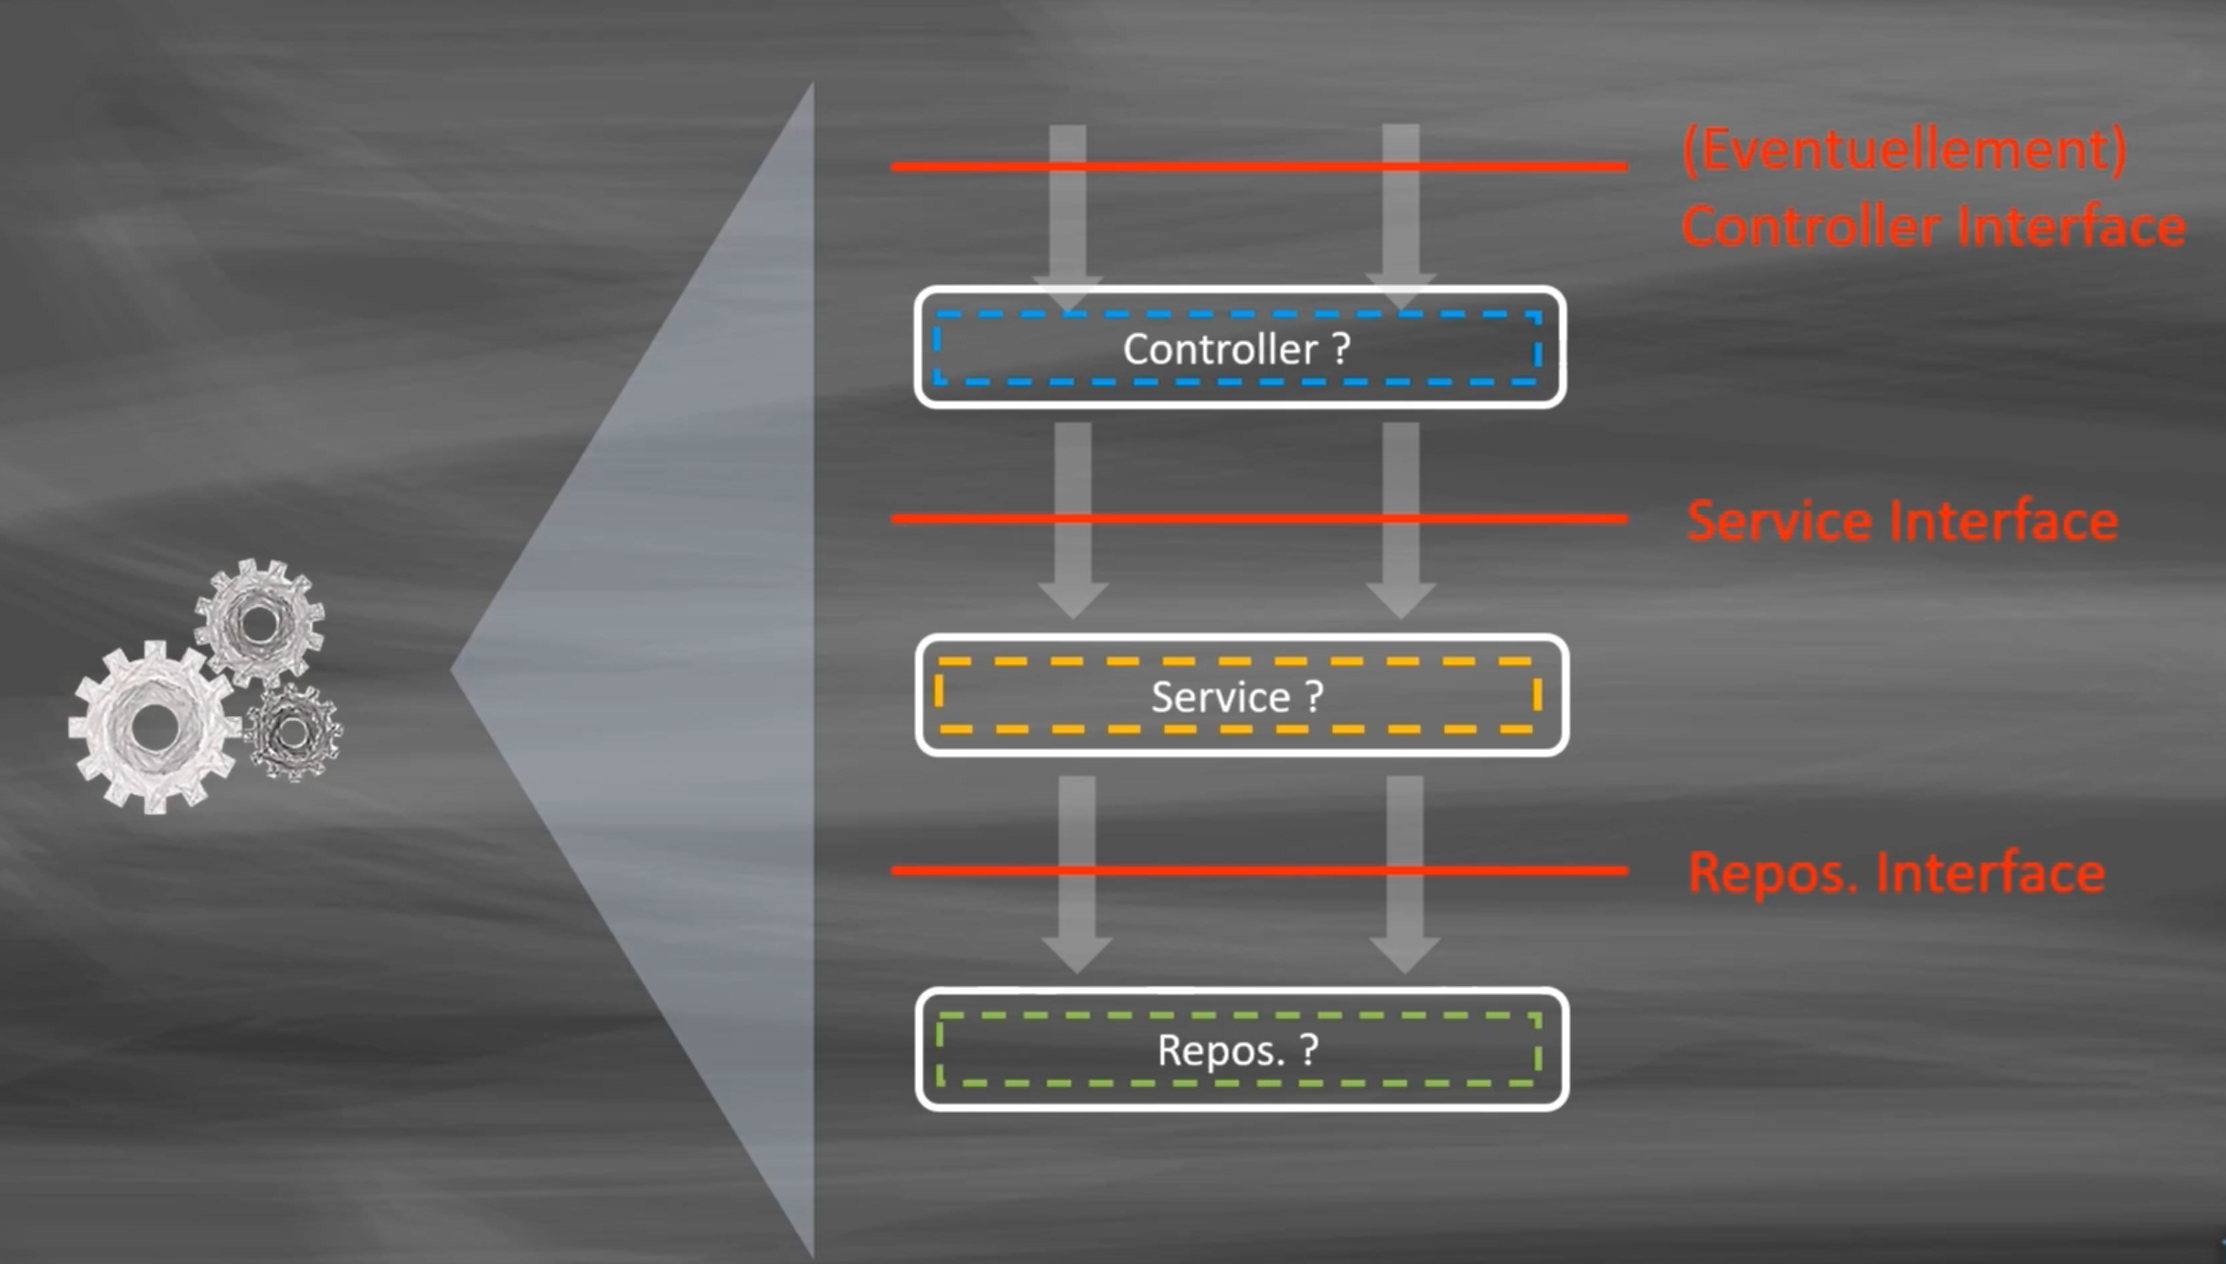 (Eventuellement)
Controller Interface
Controller ?
Service Interface
Service ?
Repos. Interface
Repos. ?